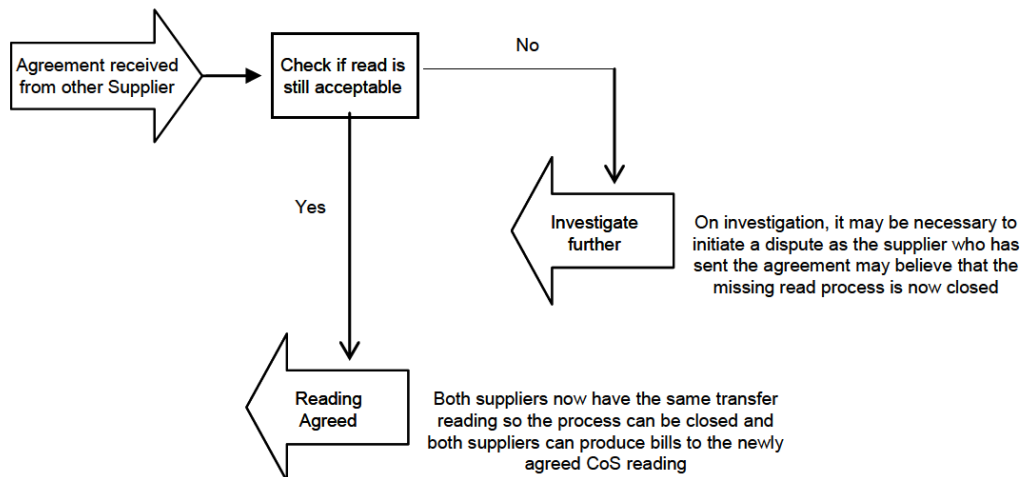 Agreement received
from other Supplier
Check if read is
still acceptable
No
Yes
Investigate
further
On investigation, it may be necessary to
initiate a dispute as the supplier who has
sent the agreement may believe that the
missing read process is now closed
Reading
Agreed
Both suppliers now have the same transfer
reading so the process can be closed and
both suppliers can produce bills to the newly
agreed CoS reading